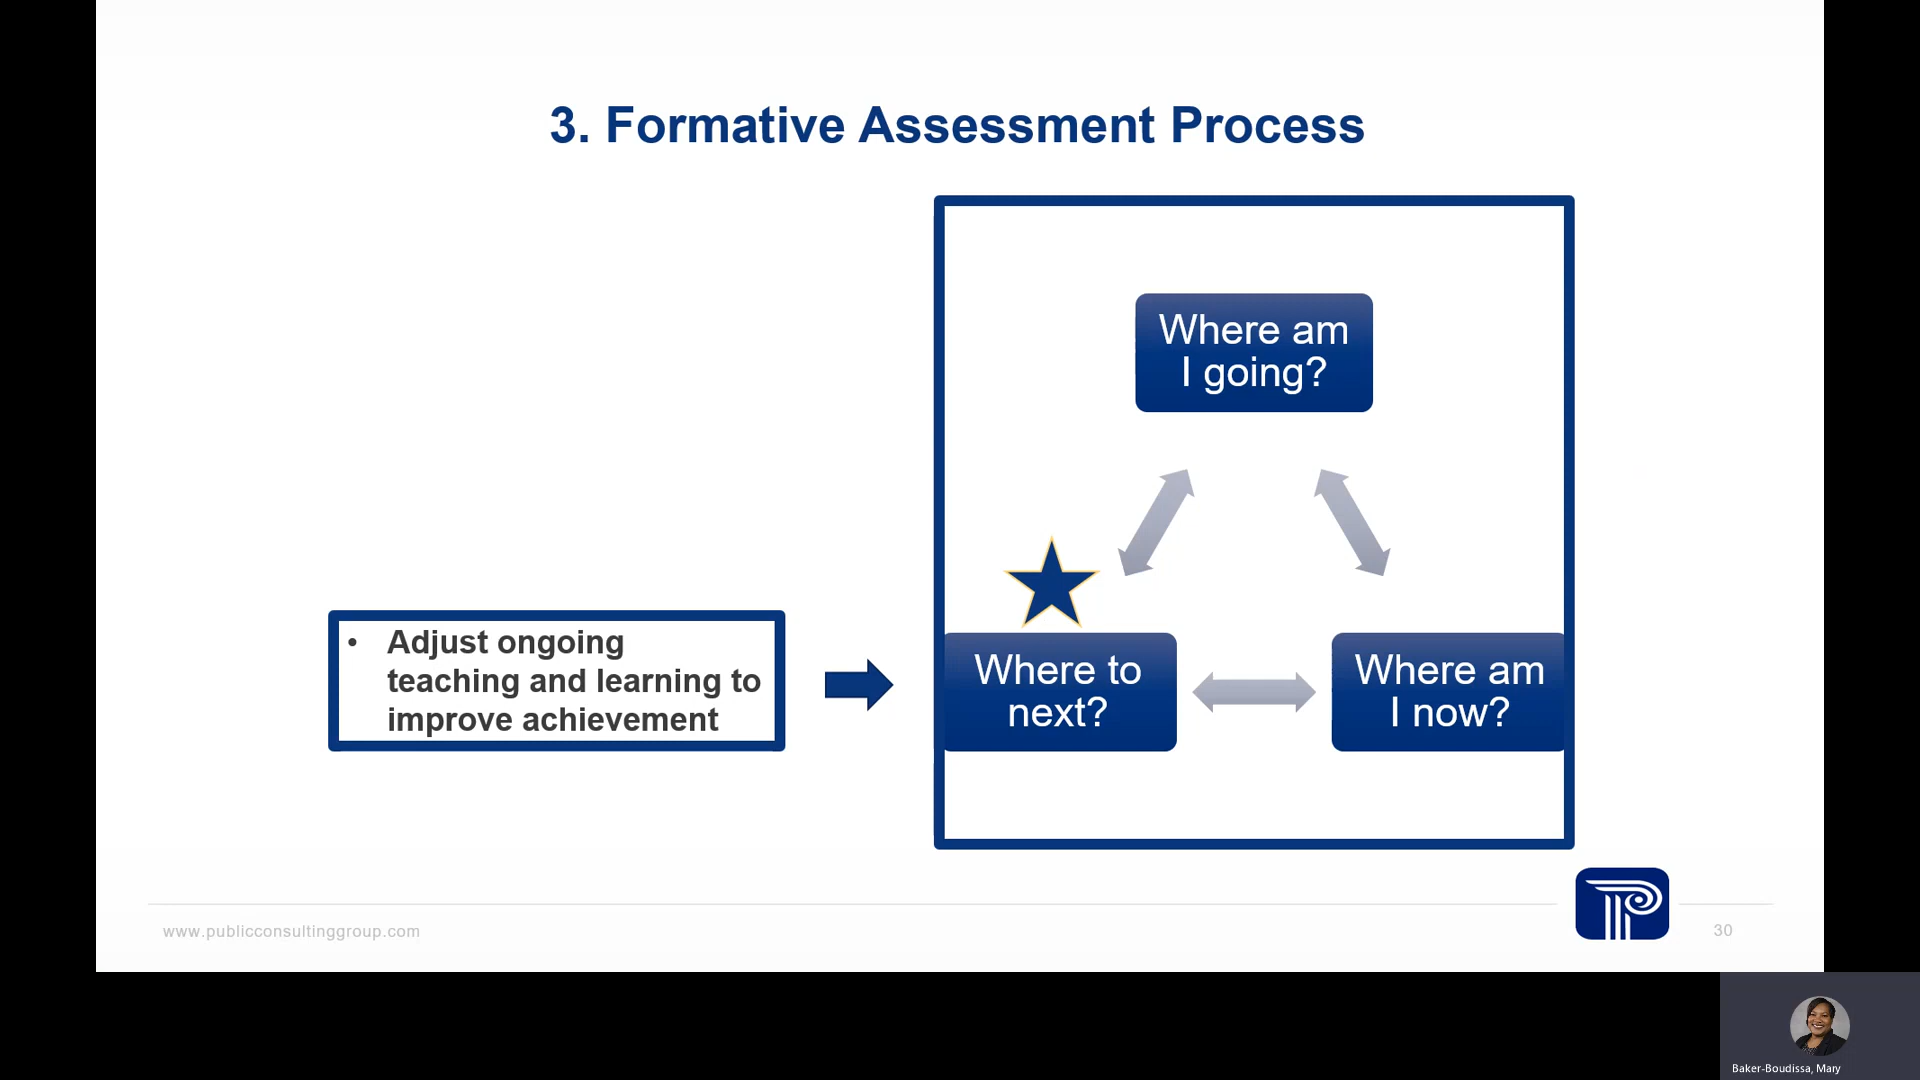 3. Formative Assessment Process
Where am
I going?
• Adjust ongoing
teaching and learning to
improve achievement
Where to
next?
Where am
I now?
www.publicconsultinggroup.com
30
Baker-Boudissa, Mary